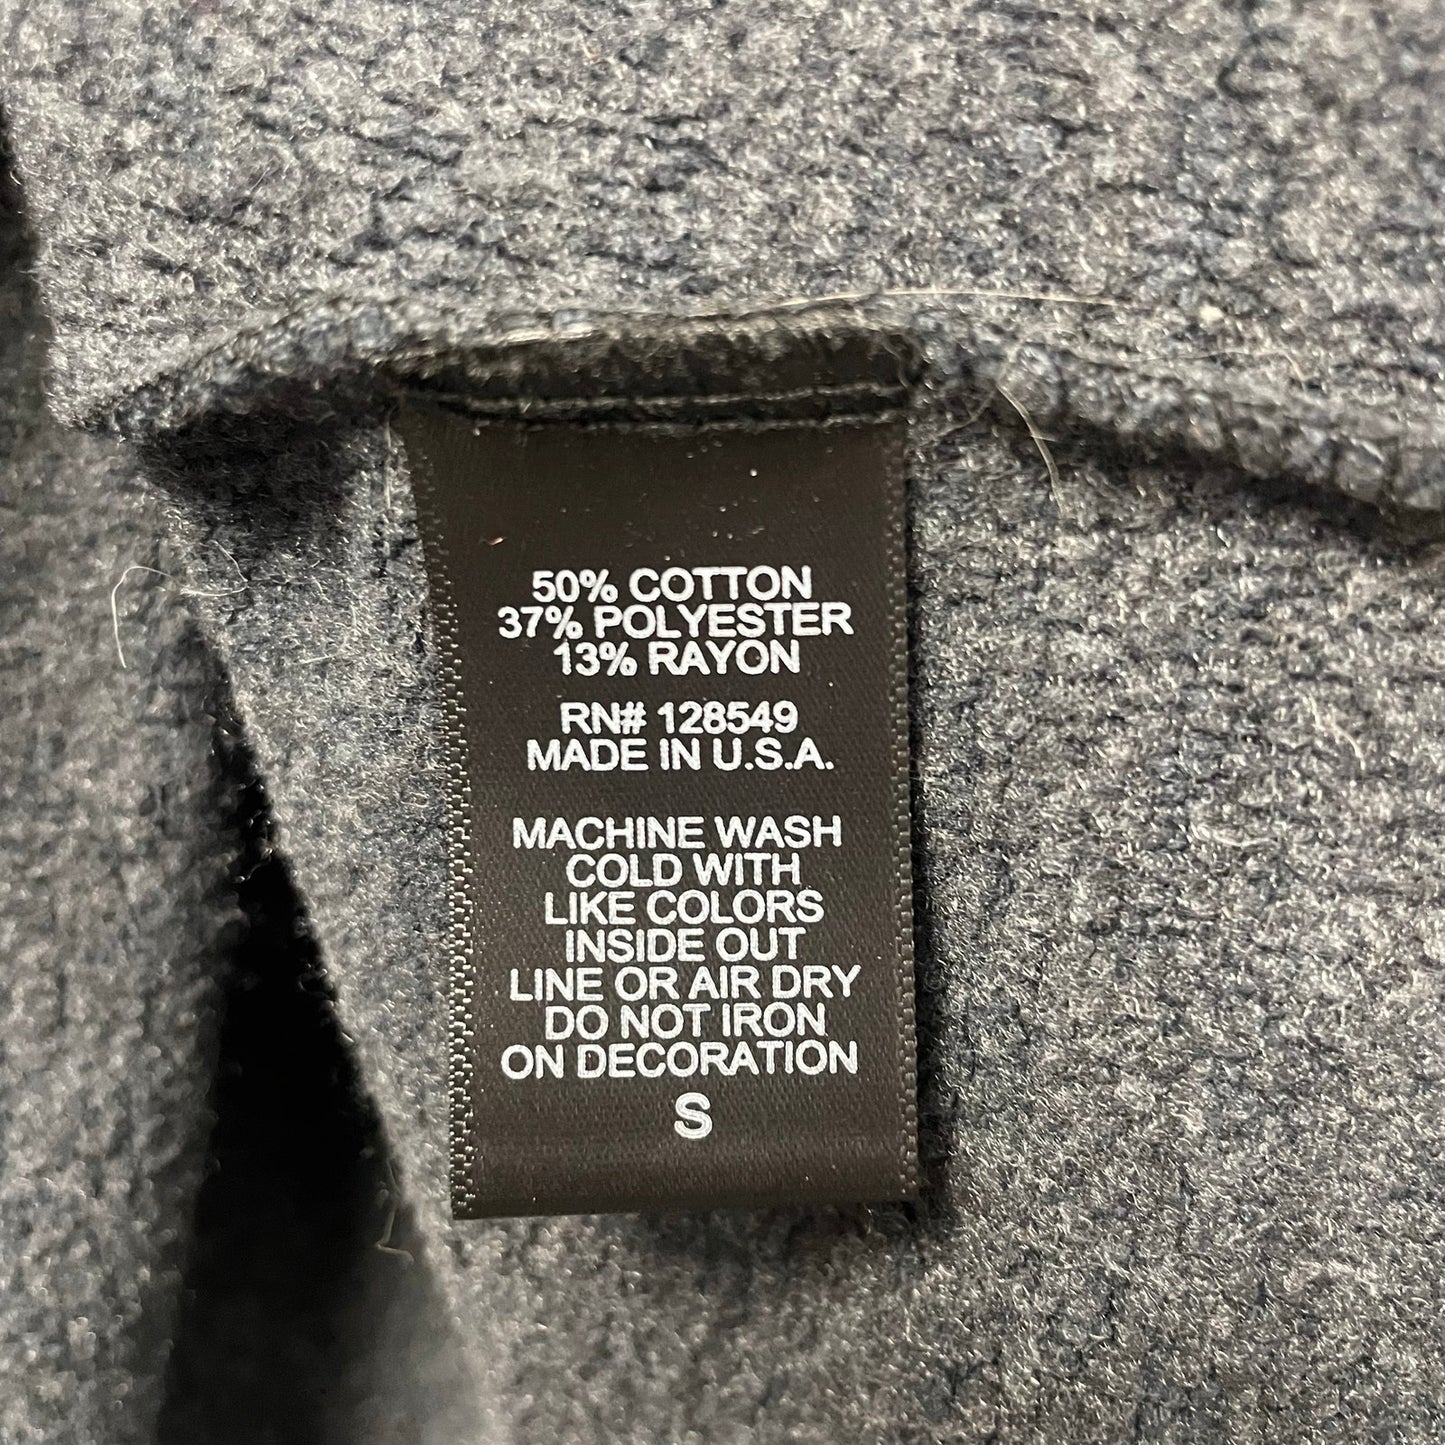 50% COTTON
37% POLYESTER
13% RAYON
RN# 128549
MADE IN U.S.A.
MACHINE WASH
COLD WITH
LIKE COLORS
INSIDE OUT
LINE OR AIR DRY
DO NOT IRON
ON DECORATION
S